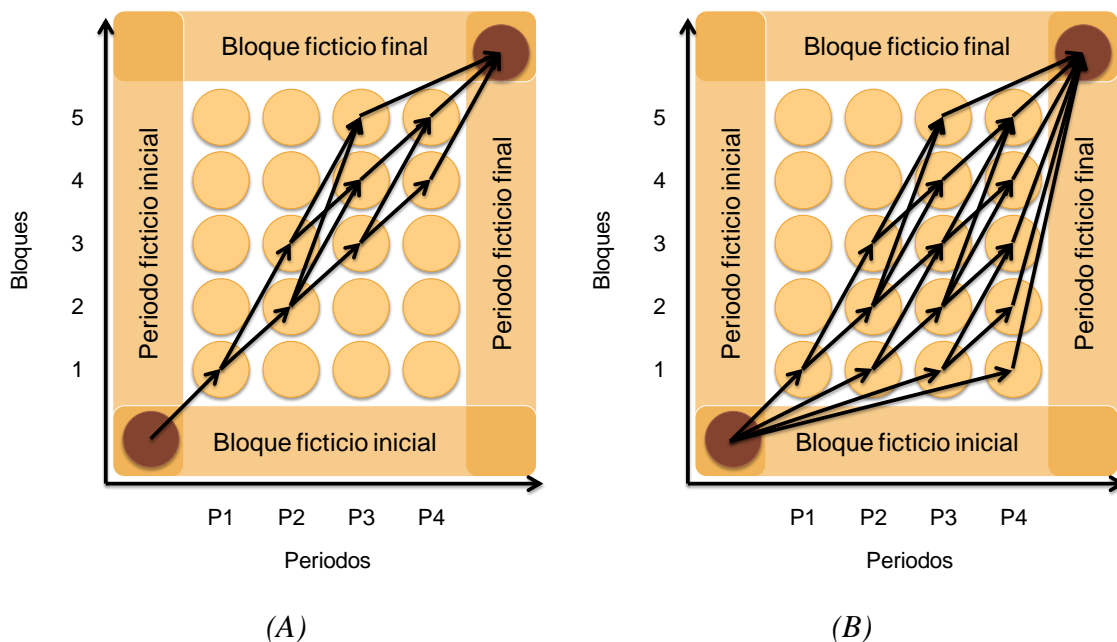 Bloque ficticio final
5
4
3
2
1
Bloques
Periodo ficticio inicial
Periodo ficticio final
Bloque ficticio inicial
P1 P2 P3 P4
Periodos
(A)
Bloque ficticio final
5
4
3
2
1
Bloques
Periodo ficticio inicial
Periodo ficticio final
Bloque ficticio inicial
P1 P2 P3 P4
Periodos
(B)